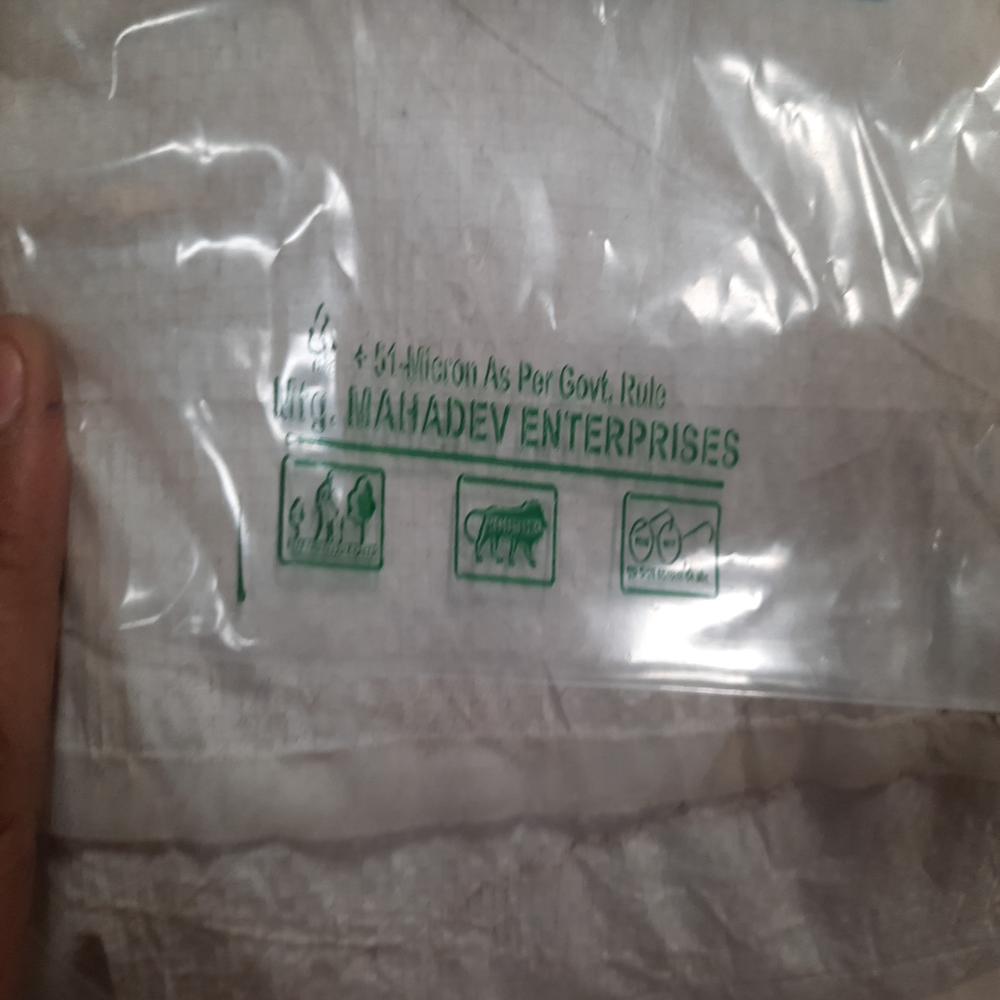 + 51-Micron As Per Govt. Rule
Mfg. MAHADEV ENTERPRISES